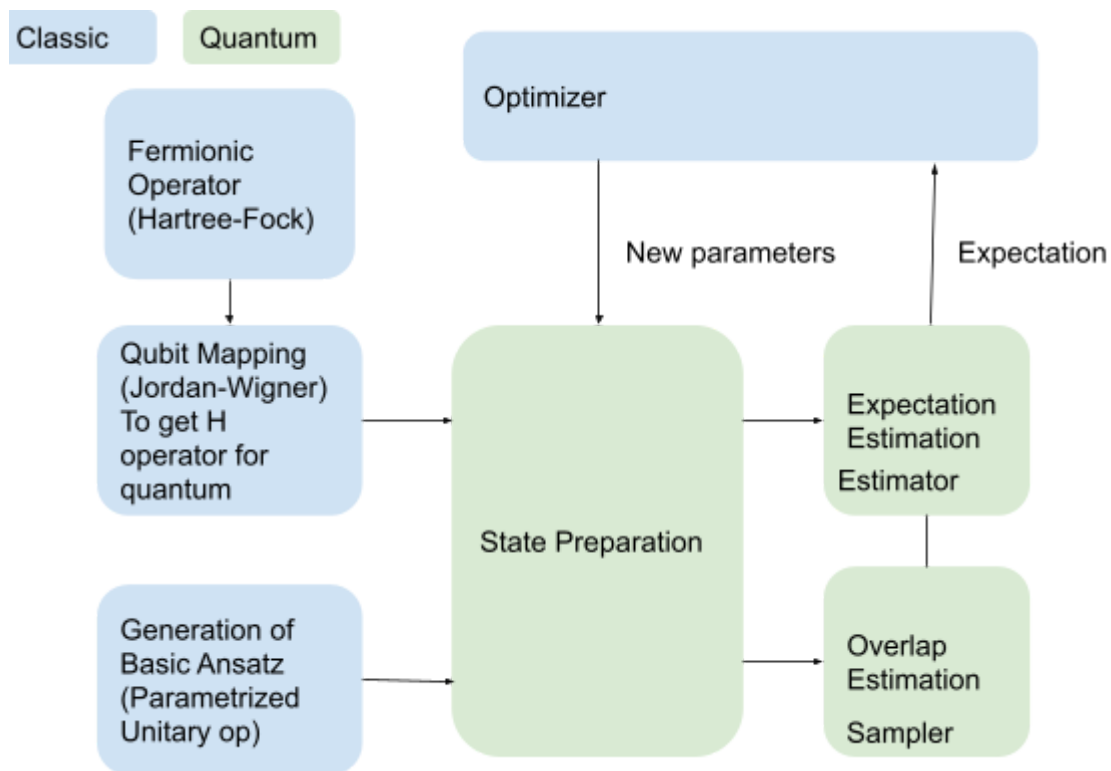 Classic
Quantum
Optimizer
Fermionic
Operator
(Hartree-Fock)
New parameters
Expectation
Qubit Mapping
(Jordan-Wigner)
To get H
operator for
quantum
Expectation
Estimation
Estimator
State Preparation
Generation of
Basic Ansatz
(Parametrized
Unitary op)
Overlap
Estimation
Sampler